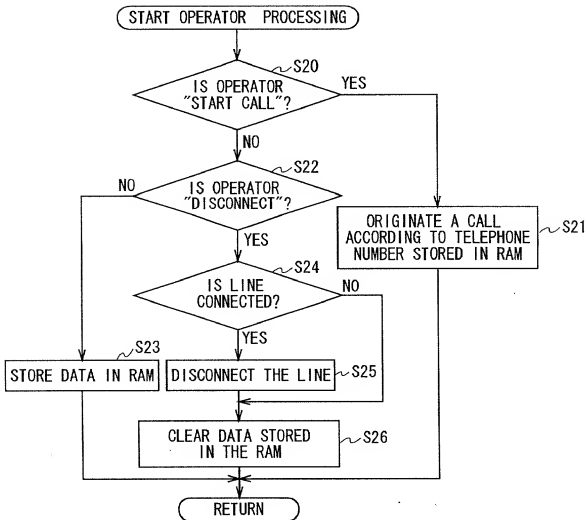 START OPERATOR PROCESSING
S20
IS OPERATOR
"START CALL"?
YES
NO
S22
IS OPERATOR
"DISCONNECT"?
NO
YES
S21
ORIGINATE A CALL
ACCORDING TO TELEPHONE
NUMBER STORED IN RAM
S24
IS LINE
CONNECTED?
NO
YES
S23
STORE DATA IN RAM
S25
DISCONNECT THE LINE
S26
CLEAR DATA STORED
IN THE RAM
RETURN